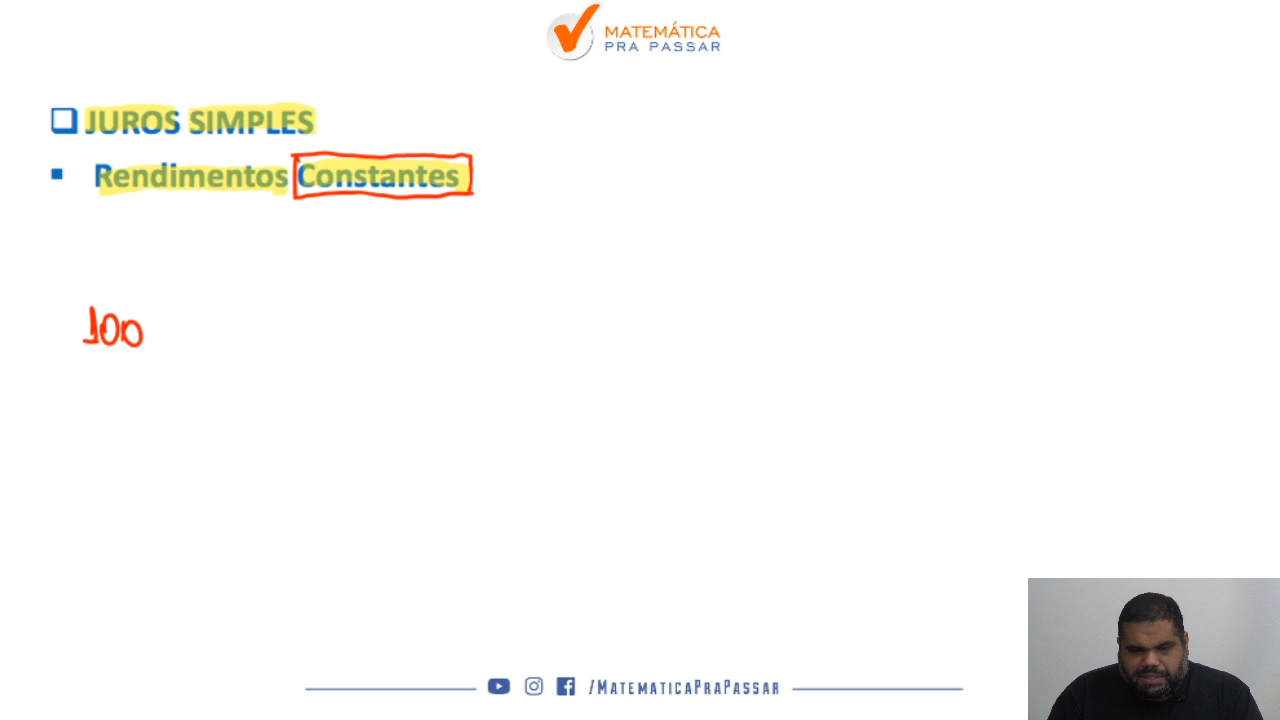 MATEMÁTICA
PRA PASSAR
JUROS SIMPLES
Rendimentos Constantes
100
/MATEMATICAPRAPASSAR